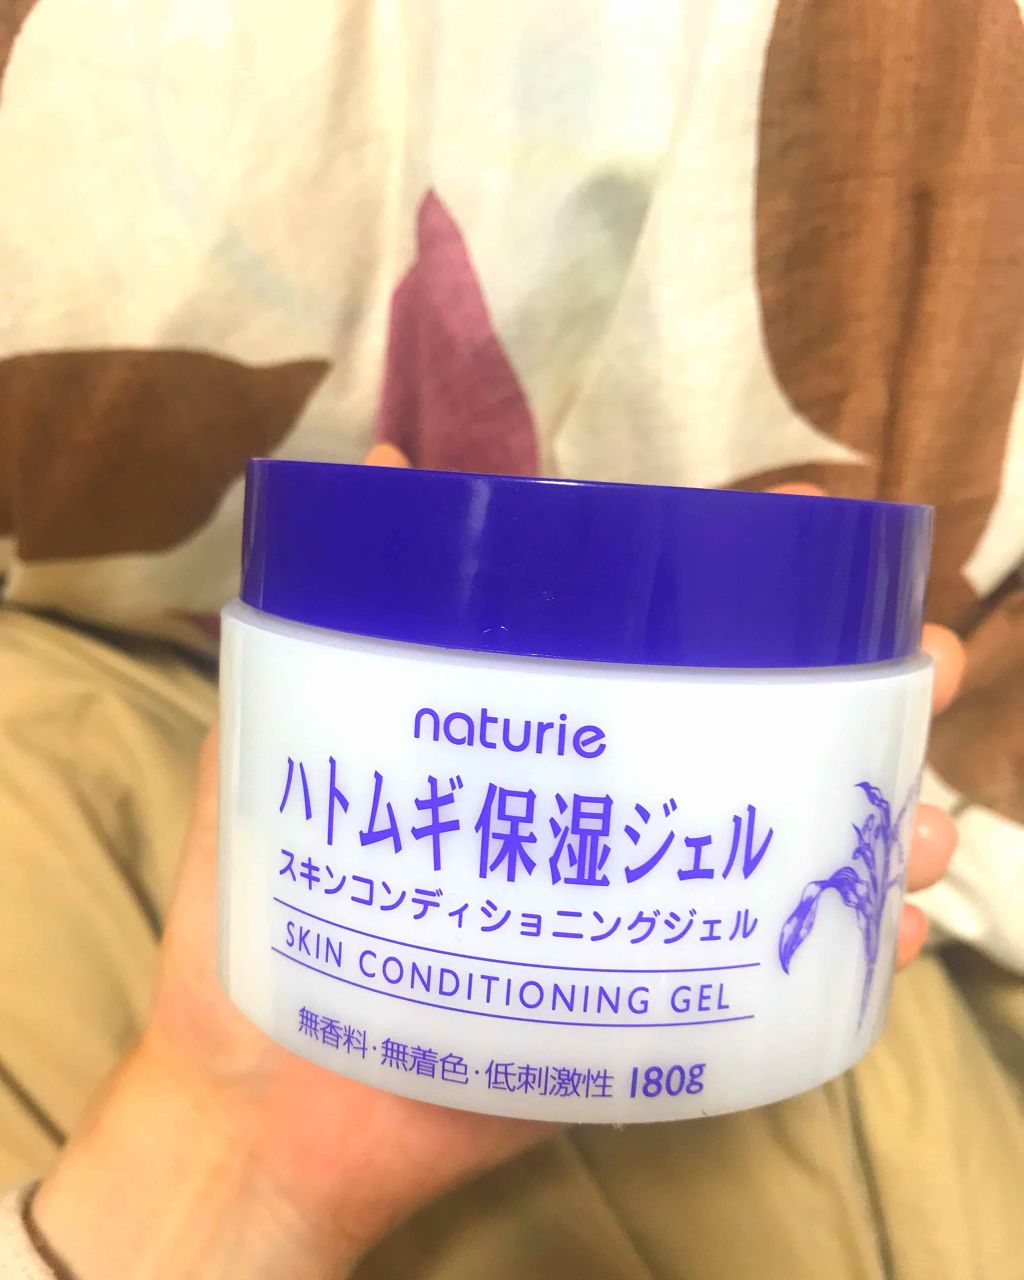 naturie
ハトムギ保湿ジェル
スキンコンディショニングジェル
SKIN CONDITIONING GEL
無香料・無着色・低刺激性 180g